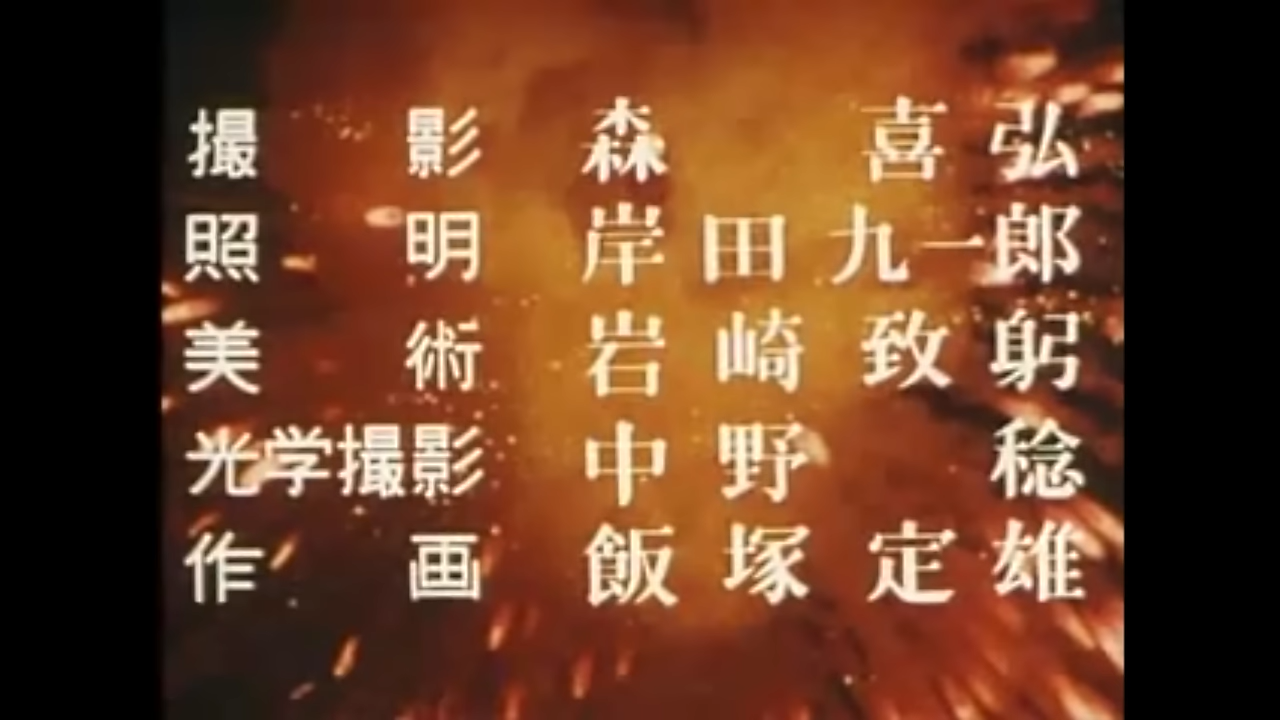 撮影 森喜弘
照明 岸田九一郎
美術 岩崎致躬
光学撮影 中野稔
作画 飯塚定雄